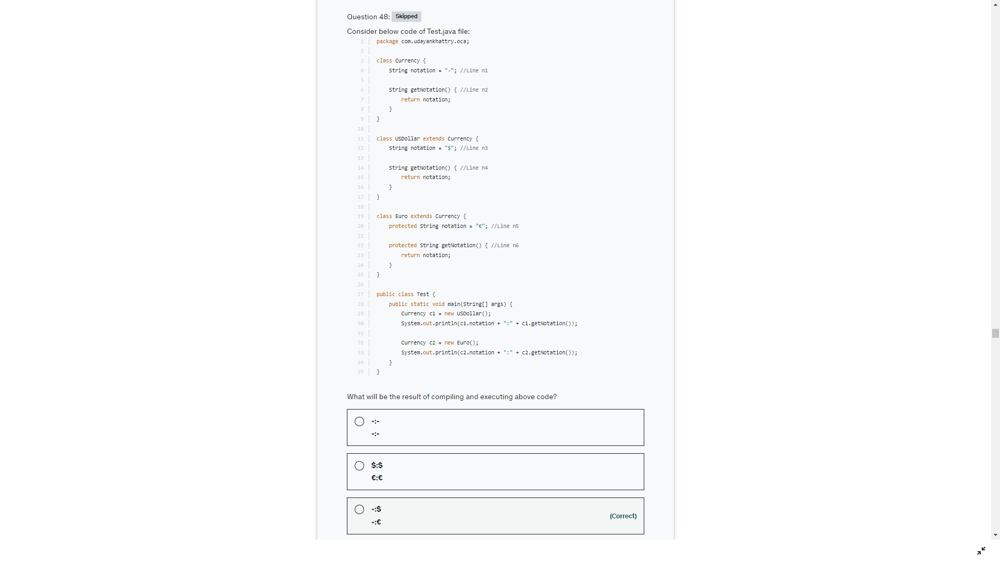 Question 48: Skipped
Consider below code of Test.java file:
1 package com.udayankhattry.oca;
2
3 class Currency {
4 String notation = "-"; //Line n1
5
6 String getNotation() { //Line n2
7 return notation;
8 }
9 }
10
11 class USDollar extends Currency {
12 String notation = "$"; //Line n3
13
14 String getNotation() { //Line n4
15 return notation;
16 }
17 }
18
19 class Euro extends Currency {
20 protected String notation = "€"; //Line n5
21
22 protected String getNotation() { //Line n6
23 return notation;
24 }
25 }
26
27 public class Test {
28 public static void main(String[] args) {
29 Currency c1 = new USDollar();
30 System.out.println(c1.notation + ":" + c1.getNotation());
31
32 Currency c2 = new Euro();
33 System.out.println(c2.notation + ":" + c2.getNotation());
34 }
35 }
What will be the result of compiling and executing above code?
-:-
-:-
$:$
€:€
-:$
-:€
(Correct)